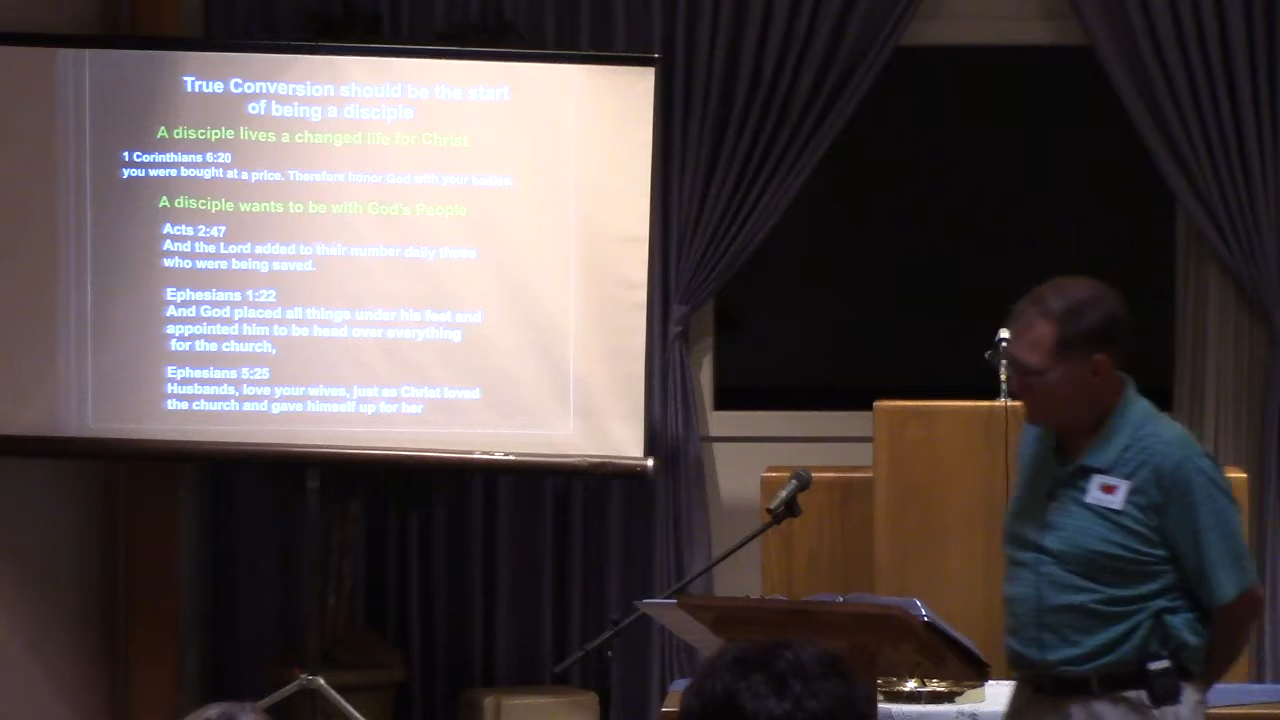 True Conversion should be the start
of being a disciple
A disciple lives a changed life for Christ
1 Corinthians 6:20
you were bought at a price. Therefore honor God with your bodies.
A disciple wants to be with God's People
Acts 2:47
And the Lord added to their number daily those
who were being saved.
Ephesians 1:22
And God placed all things under his feet and
appointed him to be head over everything
for the church,
Ephesians 5:25
Husbands, love your wives, just as Christ loved
the church and gave himself up for her